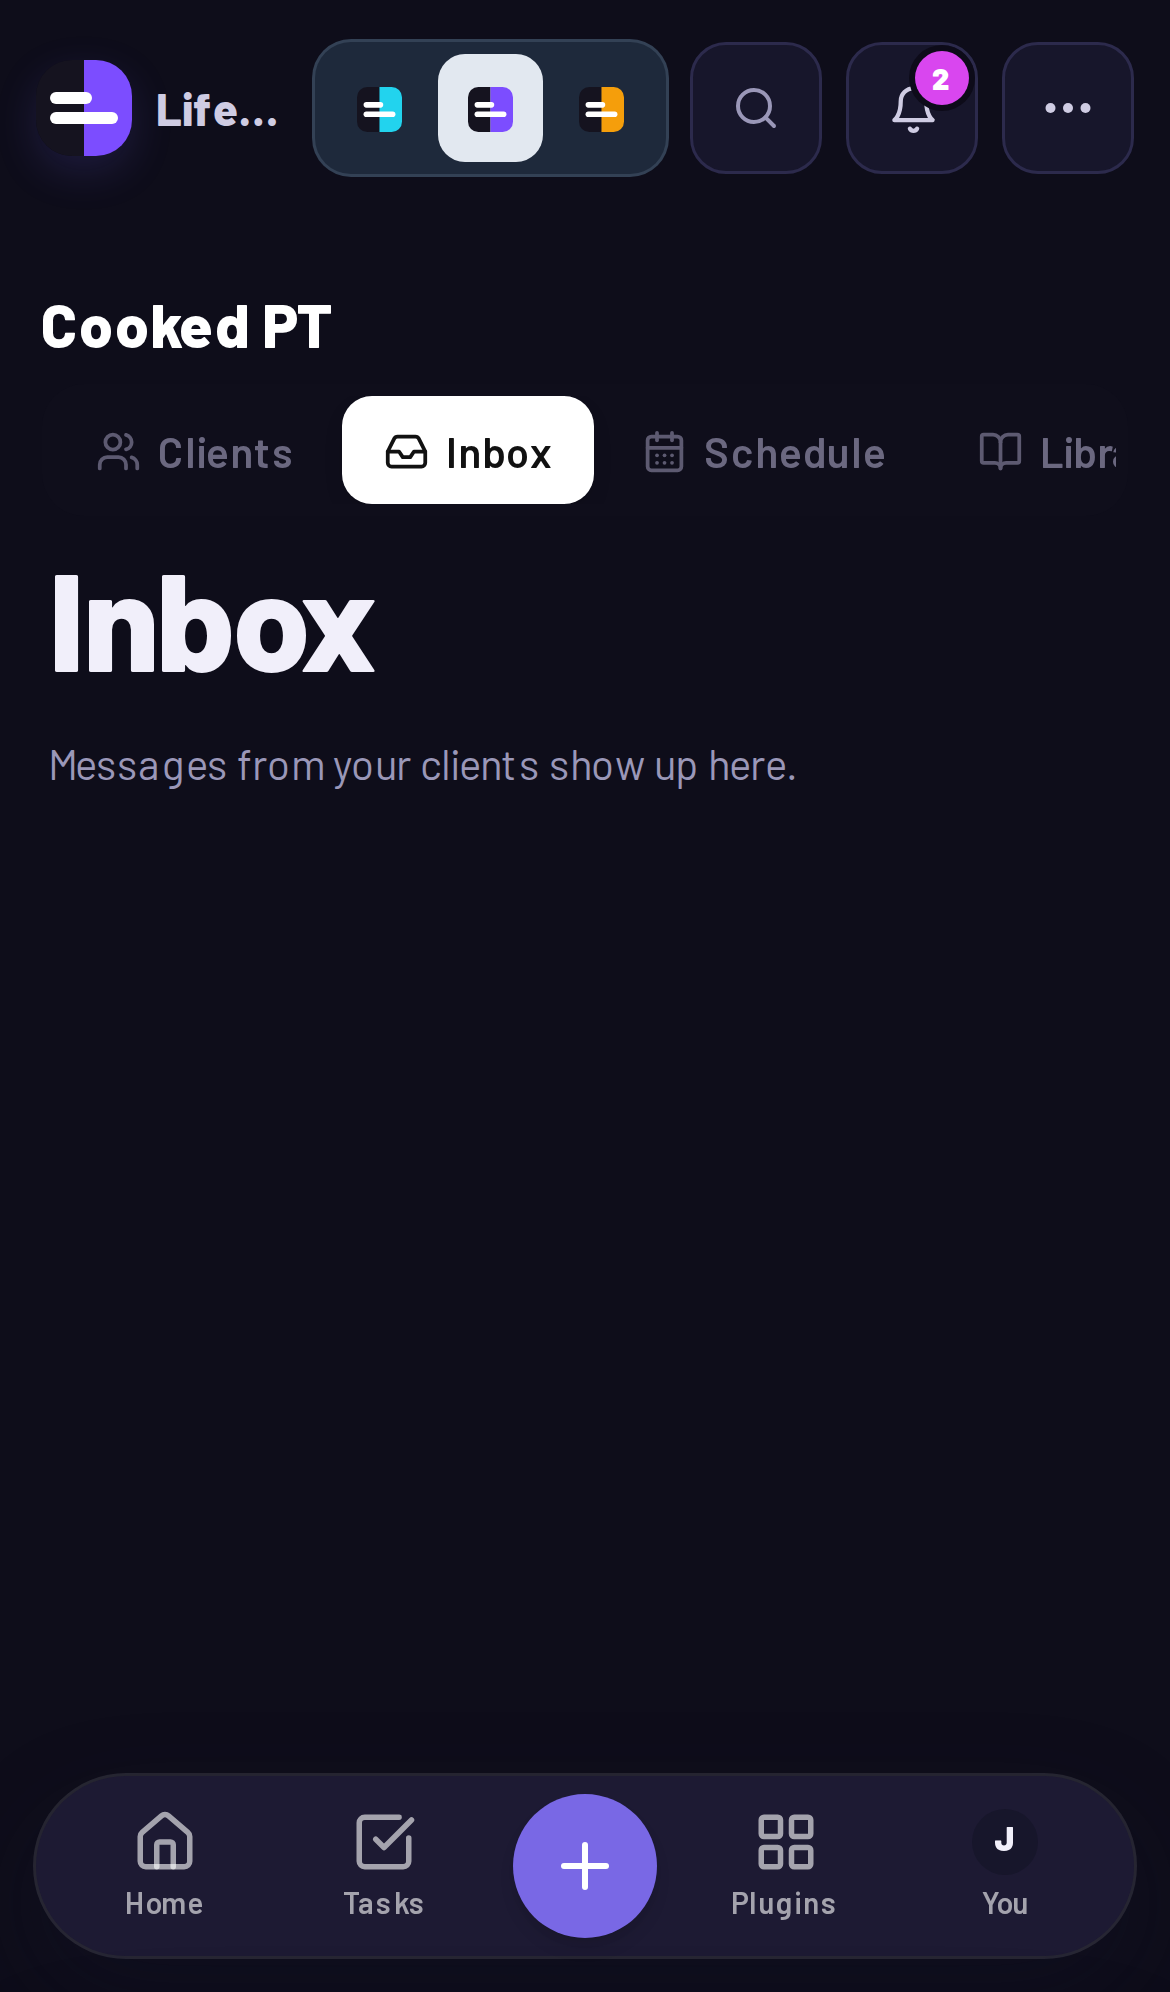 Life...
2
Cooked PT
Clients
Inbox
Schedule
Libra
Inbox
Messages from your clients show up here.
Home
Tasks
Plugins
J
You